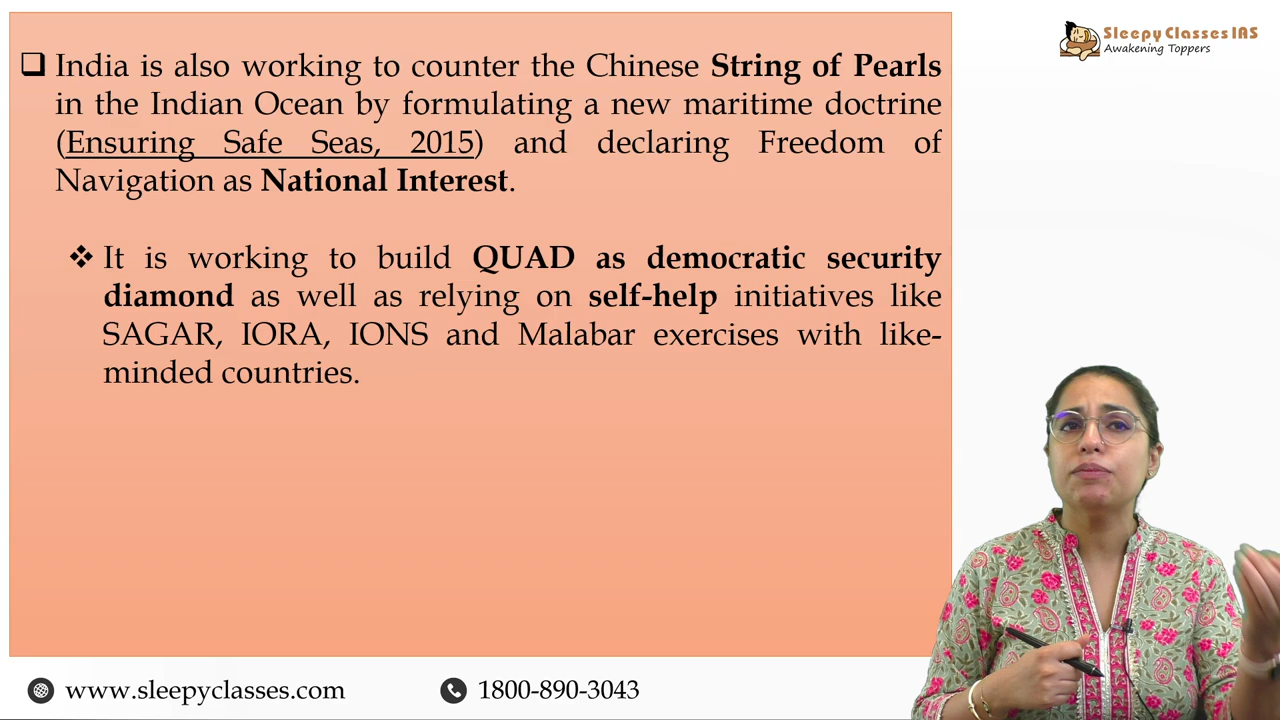 Sleepy Classes IAS
Awakening Toppers
❑ India is also working to counter the Chinese String of Pearls
in the Indian Ocean by formulating a new maritime doctrine
(Ensuring Safe Seas, 2015) and declaring Freedom of
Navigation as National Interest.
❖ It is working to build QUAD as democratic security
diamond as well as relying on self-help initiatives like
SAGAR, IORA, IONS and Malabar exercises with like-
minded countries.
www.sleepyclasses.com
1800-890-3043